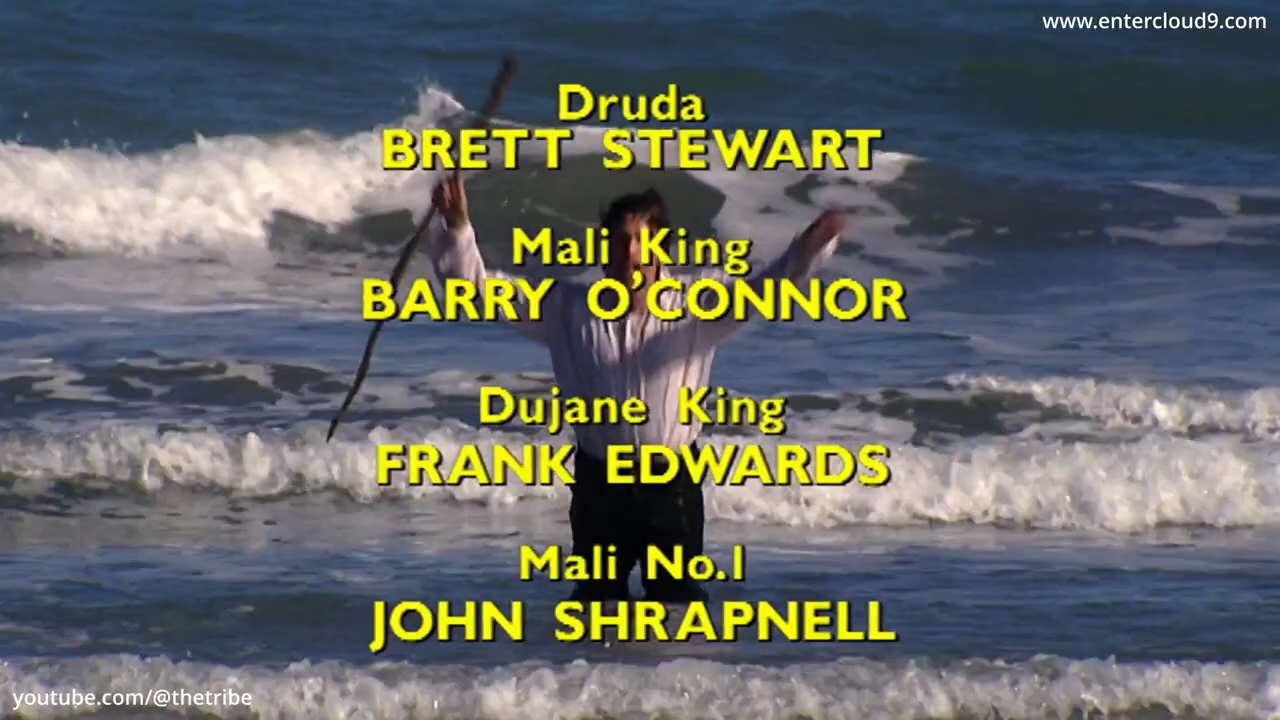 www.entercloud9.com
Druda
BRETT STEWART
Mali King
BARRY O'CONNOR
Dujane King
FRANK EDWARDS
Mali No.1
JOHN SHRAPNELL
youtube.com/@thetribe